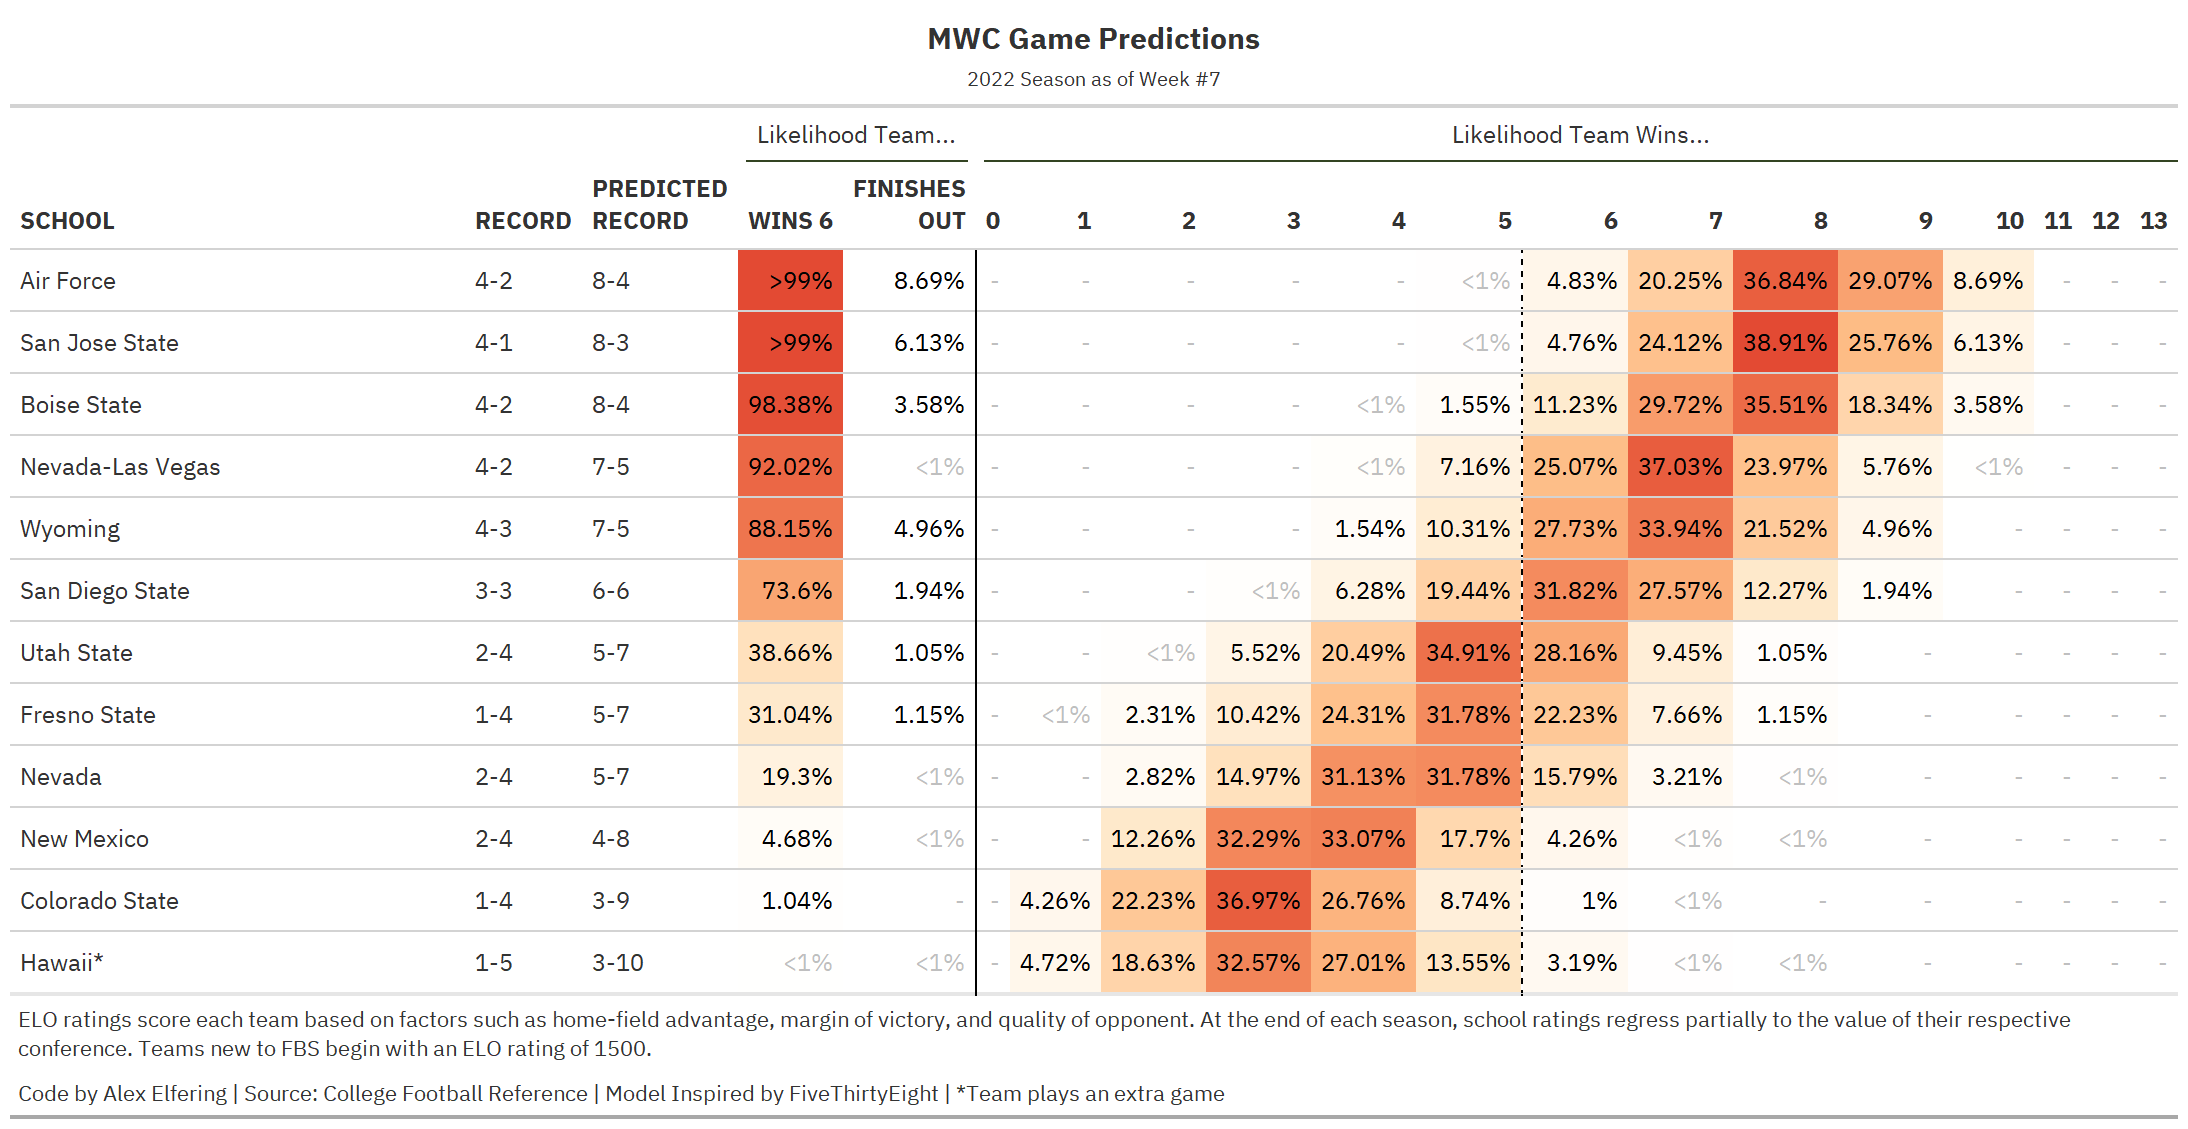 MWC Game Predictions
2022 Season as of Week #7
Likelihood Team... Likelihood Team Wins...
SCHOOL RECORD PREDICTED RECORD WINS 6 FINISHES OUT 0 1 2 3 4 5 6 7 8 9 10 11 12 13
Air Force 4-2 8-4 >99% 8.69% - - - - - <1% 4.83% 20.25% 36.84% 29.07% 8.69% - - -
San Jose State 4-1 8-3 >99% 6.13% - - - - - <1% 4.76% 24.12% 38.91% 25.76% 6.13% - - -
Boise State 4-2 8-4 98.38% 3.58% - - - - <1% 1.55% 11.23% 29.72% 35.51% 18.34% 3.58% - - -
Nevada-Las Vegas 4-2 7-5 92.02% <1% - - - - <1% 7.16% 25.07% 37.03% 23.97% 5.76% <1% - - -
Wyoming 4-3 7-5 88.15% 4.96% - - - - 1.54% 10.31% 27.73% 33.94% 21.52% 4.96% - - - -
San Diego State 3-3 6-6 73.6% 1.94% - - - <1% 6.28% 19.44% 31.82% 27.57% 12.27% 1.94% - - - -
Utah State 2-4 5-7 38.66% 1.05% - - <1% 5.52% 20.49% 34.91% 28.16% 9.45% 1.05% - - - - -
Fresno State 1-4 5-7 31.04% 1.15% - <1% 2.31% 10.42% 24.31% 31.78% 22.23% 7.66% 1.15% - - - - -
Nevada 2-4 5-7 19.3% <1% - - 2.82% 14.97% 31.13% 31.78% 15.79% 3.21% <1% - - - - -
New Mexico 2-4 4-8 4.68% <1% - - 12.26% 32.29% 33.07% 17.7% 4.26% <1% <1% - - - - -
Colorado State 1-4 3-9 1.04% - - 4.26% 22.23% 36.97% 26.76% 8.74% 1% <1% - - - - - -
Hawaii* 1-5 3-10 <1% <1% - 4.72% 18.63% 32.57% 27.01% 13.55% 3.19% <1% <1% - - - - -
ELO ratings score each team based on factors such as home-field advantage, margin of victory, and quality of opponent. At the end of each season, school ratings regress partially to the value of their respective
conference. Teams new to FBS begin with an ELO rating of 1500.
Code by Alex Elfering | Source: College Football Reference | Model Inspired by FiveThirtyEight | *Team plays an extra game